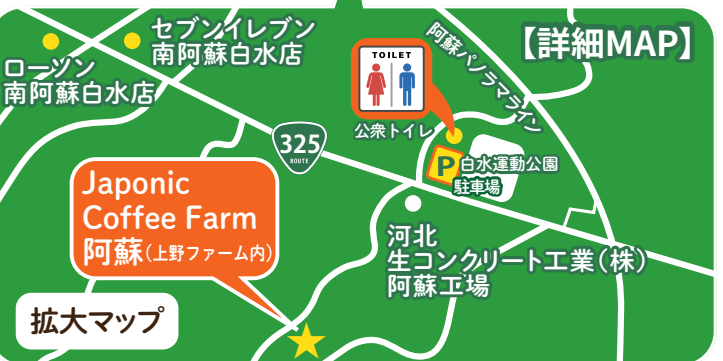 セブンイレブン
南阿蘇白水店
ローソン
南阿蘇白水店
【詳細MAP】
TOILET
公衆トイレ
阿蘇パノラマライン
325
ROUTE
P
白水運動公園
駐車場
Japonic
Coffee Farm
阿蘇(上野ファーム内)
河北
生コンクリート工業(株)
阿蘇工場
拡大マップ